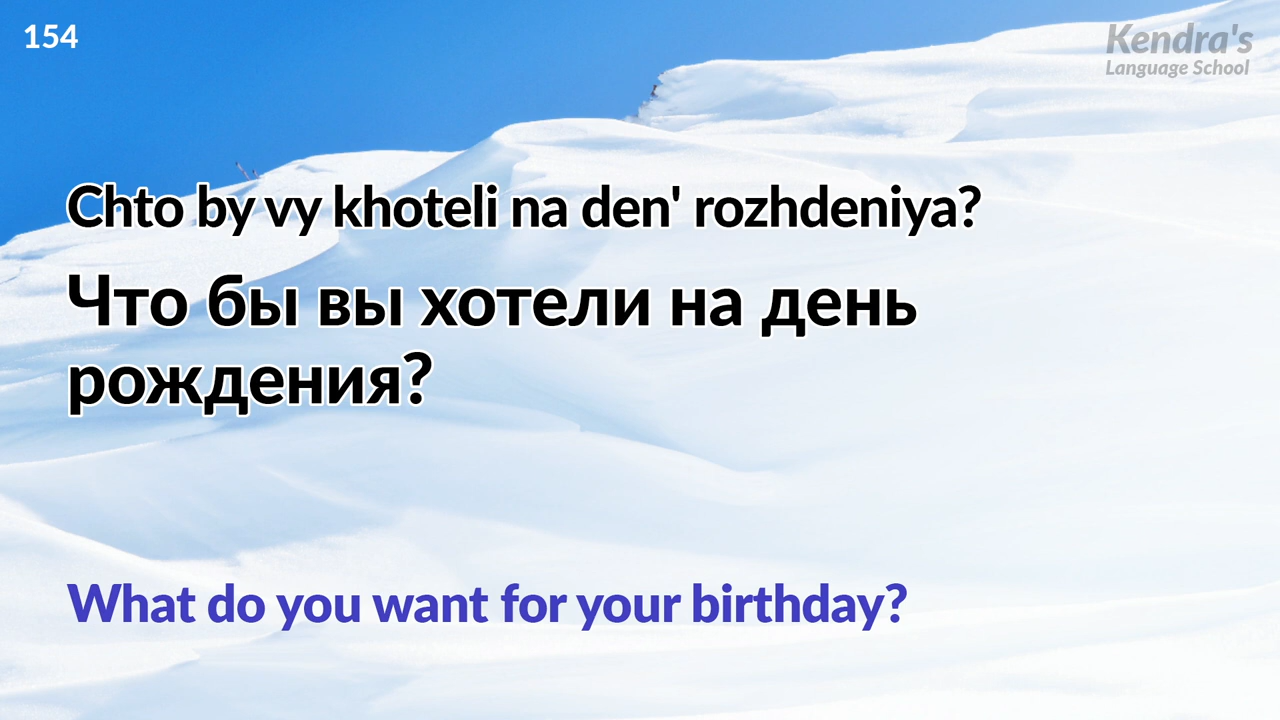 154
Kendra's
Language School
Chto by vy khoteli na den' rozhdeniya?
Что бы вы хотели на день
рождения?
What do you want for your birthday?